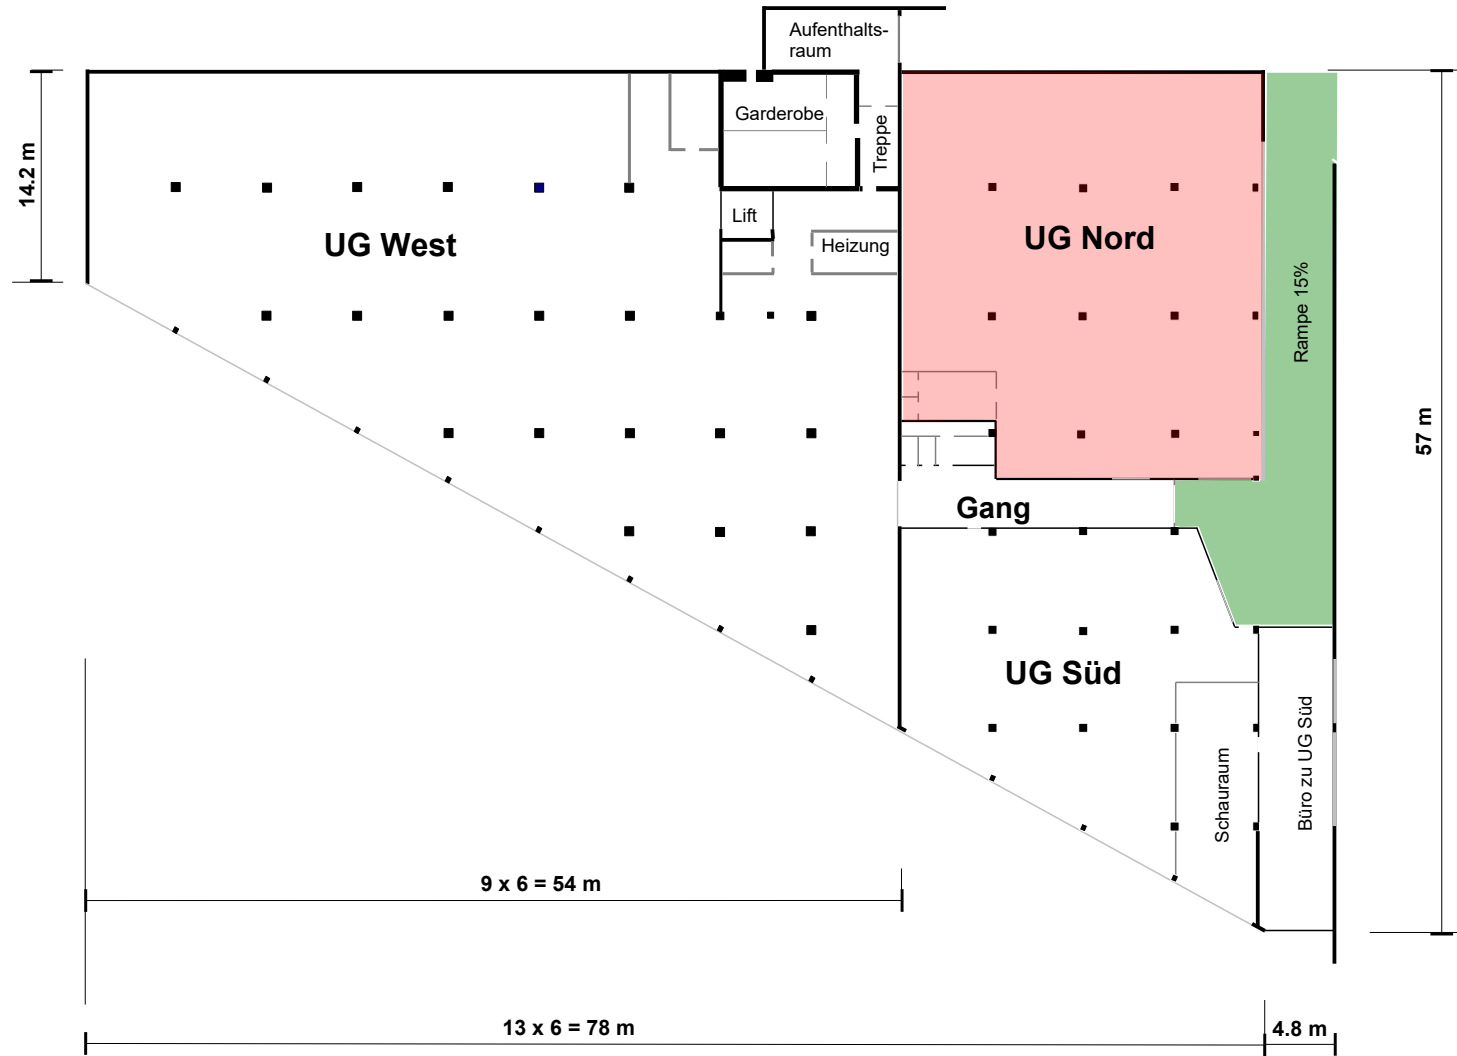 Aufenthalts-
raum
Garderobe
Treppe
14.2 m
Lift
UG West
Heizung
UG Nord
Rampe 15%
57 m
Gang
UG Süd
Schauraum
Büro zu UG Süd
9 x 6 = 54 m
13 x 6 = 78 m
4.8 m